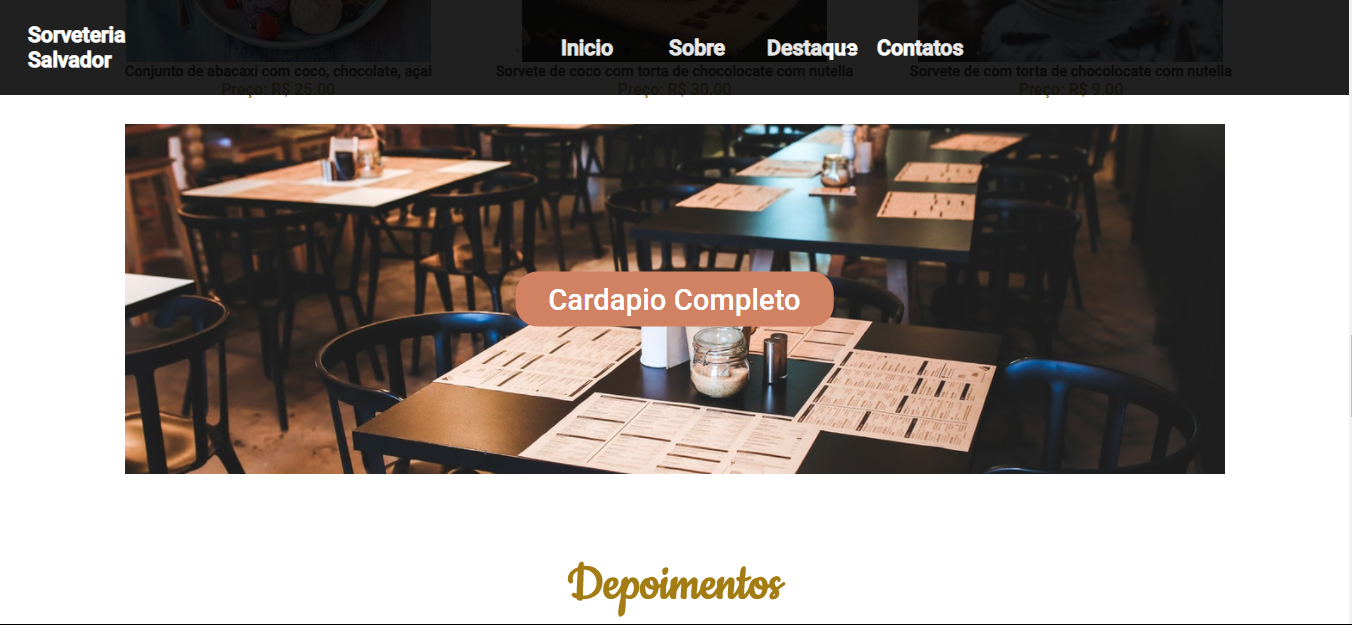 Sorveteria
Salvador
Inicio Sobre Destaque Contatos
Conjunto de abacaxi com coco, chocolate, açai
Preço: R$ 25.00
Sorvete de coco com torta de chocolocate com nutella
Preço: R$ 30.00
Sorvete de com torta de chocolocate com nutella
Preço: R$ 9.00
Cardapio Completo
Depoimentos